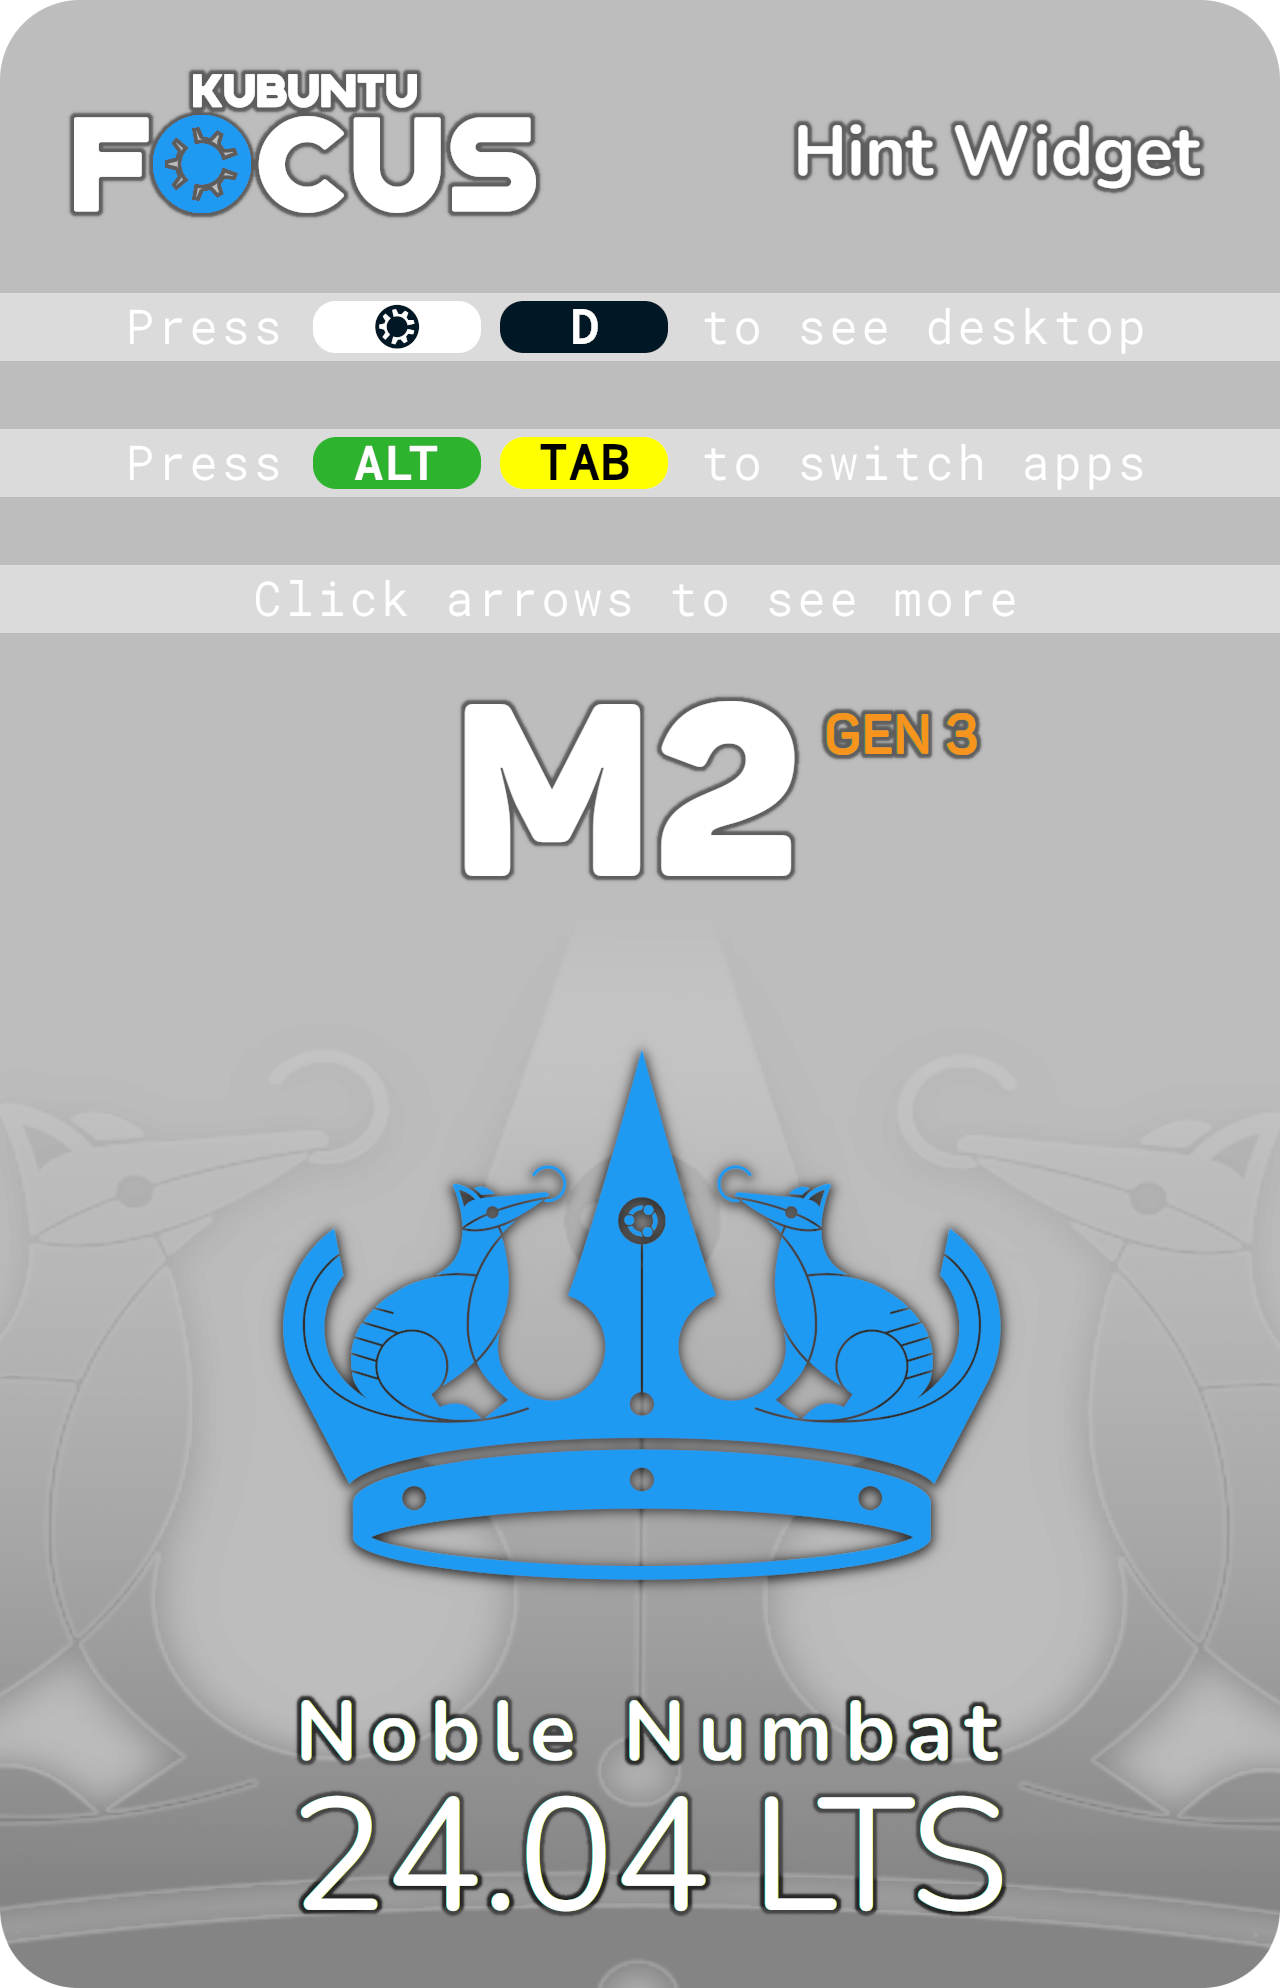 KUBUNTU
FOCUS
Hint Widget
Press D to see desktop
Press ALT TAB to switch apps
Click arrows to see more
M2 GEN 3
Noble Numbat
24.04 LTS